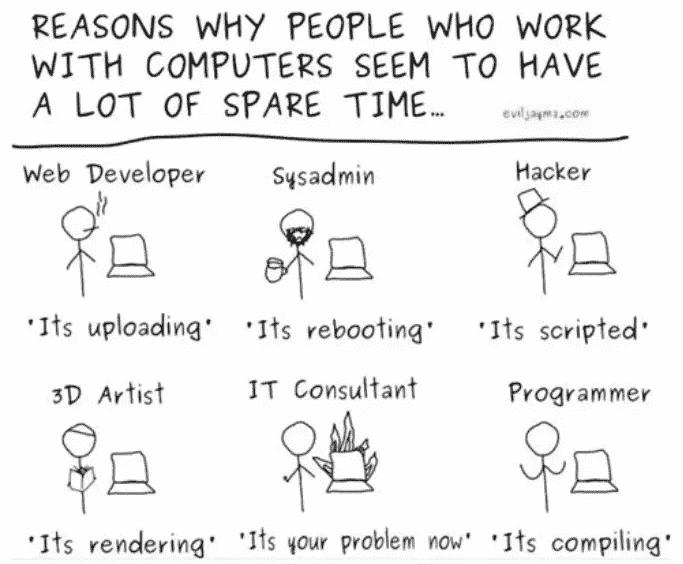 REASONS WHY PEOPLE WHO WORK
WITH COMPUTERS SEEM TO HAVE
A LOT OF SPARE TIME...
eviljaymz.com
Web Developer
Sysadmin
Hacker
'Its uploading'
'Its rebooting'
'Its scripted'
3D Artist
IT Consultant
Programmer
'Its rendering'
'Its your problem now'
'Its compiling'